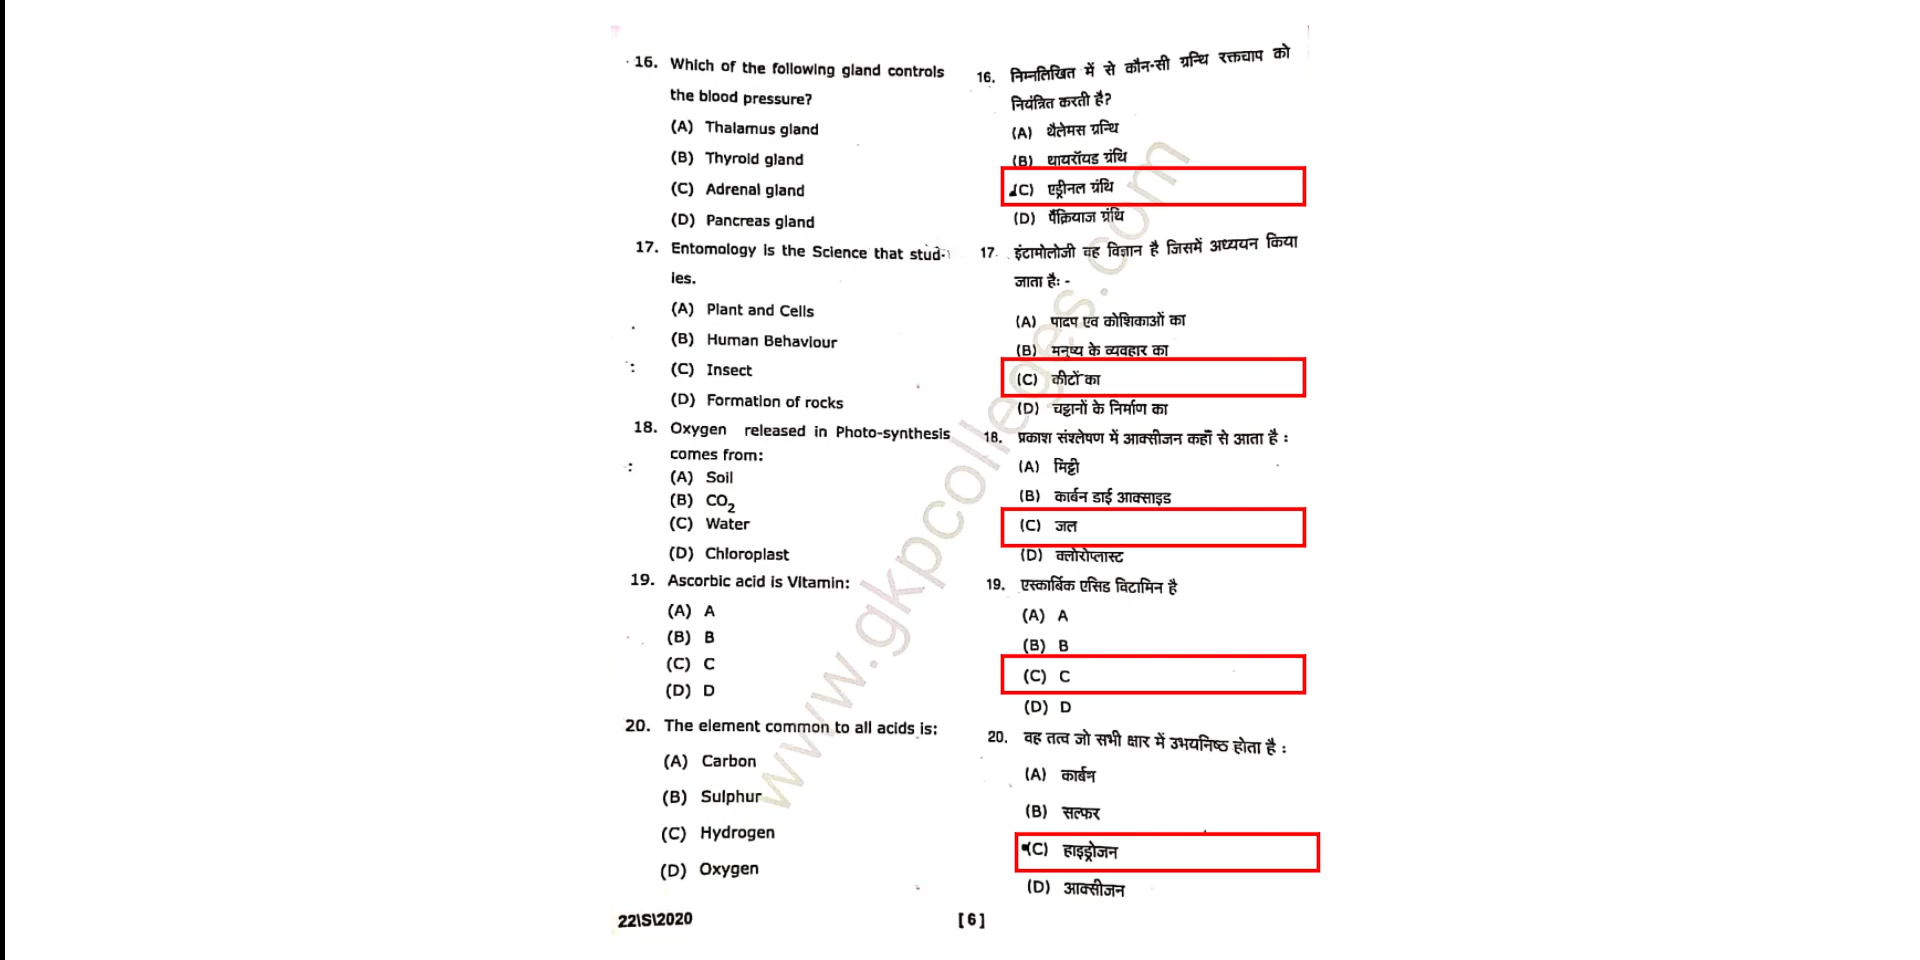 16. Which of the following gland controls
the blood pressure?
(A) Thalamus gland
(B) Thyroid gland
(C) Adrenal gland
(D) Pancreas gland
17. Entomology is the Science that stud-
ies.
(A) Plant and Cells
(B) Human Behaviour
(C) Insect
(D) Formation of rocks
18. Oxygen released in Photo-synthesis
comes from:
(A) Soil
(B) CO₂
(C) Water
(D) Chloroplast
19. Ascorbic acid is Vitamin:
(A) A
(B) B
(C) C
(D) D
20. The element common to all acids is:
(A) Carbon
(B) Sulphur
(C) Hydrogen
(D) Oxygen
16. निम्नलिखित में से कौन-सी ग्रन्थि रक्तचाप को
नियंत्रित करती है?
(A) थैलेमस ग्रन्थि
(B) थायरॉयड ग्रंथि
(C) एड्रीनल ग्रंथि
(D) पैंक्रियाज ग्रंथि
17. इंटामोलोजी वह विज्ञान है जिसमें अध्ययन किया
जाता हैः -
(A) पादप एव कोशिकाओं का
(B) मनुष्य के व्यवहार का
(C) कीटों का
(D) चट्टानों के निर्माण का
18. प्रकाश संश्लेषण में आक्सीजन कहाँ से आता है :
(A) मिट्टी
(B) कार्बन डाई आक्साइड
(C) जल
(D) क्लोरोप्लास्ट
19. एस्कार्बिक एसिड विटामिन है
(A) A
(B) B
(C) C
(D) D
20. वह तत्व जो सभी क्षार में उभयनिष्ठ होता है :
(A) कार्बन
(B) सल्फर
(C) हाइड्रोजन
(D) आक्सीजन
22\S\2020
[6]
www.gkpcolleges.com